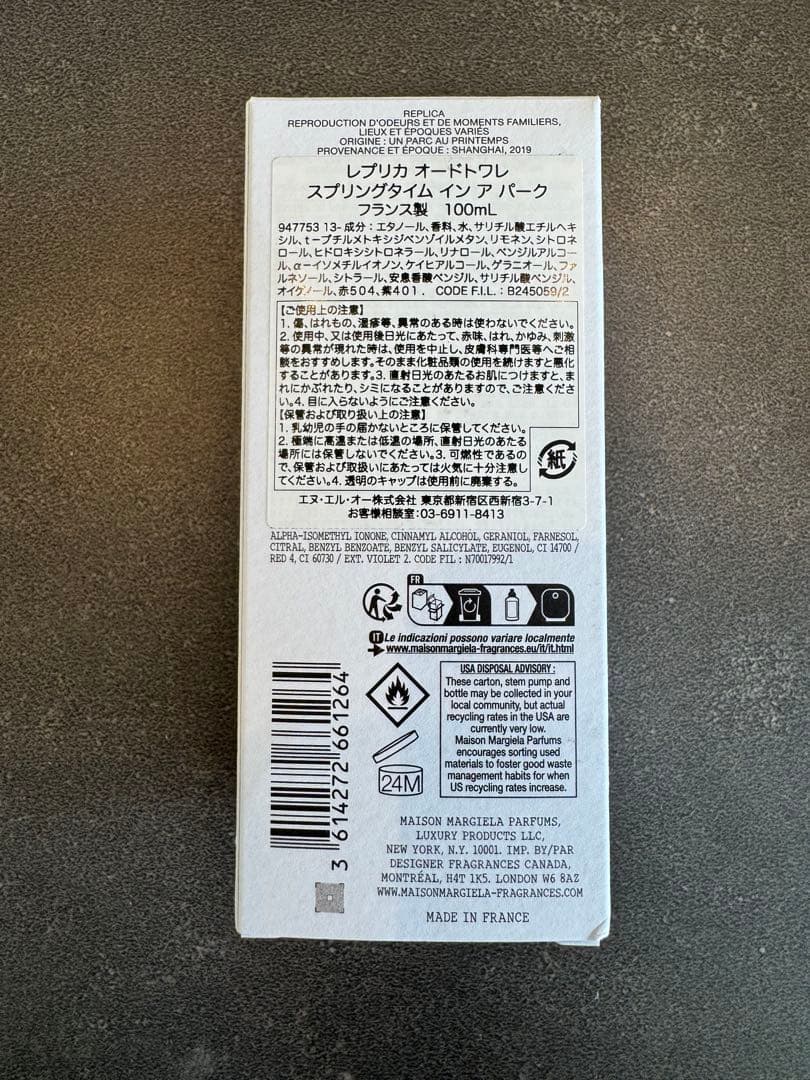 REPLICA
REPRODUCTION D'ODEURS ET DE MOMENTS FAMILIERS,
LIEUX ET ÉPOQUES VARIÉS
ORIGINE : UN PARC AU PRINTEMPS
PROVENANCE ET ÉPOQUE : SHANGHAI, 2019
レプリカ オードトワレ
スプリングタイム イン ア パーク
フランス製 100mL
947753 13- 成分：エタノール、香料、水、サリチル酸エチルヘキ
シル、t－ブチルメトキシジベンゾイルメタン、リモネン、シトロネ
ロール、ヒドロキシシトロネラール、リナロール、ベンジルアルコー
ル、α－イソメチルイオノン、ケイヒアルコール、ゲラニオール、ファ
ルネソール、シトラール、安息香酸ベンジル、サリチル酸ベンジル、
オイゲノール、赤504、紫401． CODE F.I.L. : B245059/2
【ご使用上の注意】
1. 傷、はれもの、湿疹等、異常のある時は使わないでください。
2. 使用中、又は使用後日光にあたって、赤味、はれ、かゆみ、刺激
等の異常が現れた時は、使用を中止し、皮膚科専門医等へご相
談をおすすめします。そのまま化粧品類の使用を続けますと悪化
することがあります。3. 直射日光のあたるお肌につけますと、ま
れにかぶれたり、シミになることがありますので、ご注意くださ
い。4. 目に入らないようにご注意ください。
【保管および取り扱い上の注意】
1. 乳幼児の手の届かないところに保管してください。
2. 極端に高温または低温の場所、直射日光のあたる
場所には保管しないでください。3. 可燃性であるの
で、保管および取扱いにあたっては火気に十分注意し
てください。4. 透明のキャップは使用前に廃棄する。
紙
エヌ・エル・オー株式会社 東京都新宿区西新宿3-7-1
お客様相談室:03-6911-8413
ALPHA-ISOMETHYL IONONE, CINNAMYL ALCOHOL, GERANIOL, FARNESOL,
CITRAL, BENZYL BENZOATE, BENZYL SALICYLATE, EUGENOL, CI 14700 /
RED 4, CI 60730 / EXT. VIOLET 2. CODE FIL : N70017992/1
FR
IT Le indicazioni possono variare localmente
www.maisonmargiela-fragrances.eu/it/it.html
USA DISPOSAL ADVISORY :
These carton, stem pump and
bottle may be collected in your
local community, but actual
recycling rates in the USA are
currently very low.
Maison Margiela Parfums
encourages sorting used
materials to foster good waste
management habits for when
US recycling rates increase.
24M
3 614272 661264
MAISON MARGIELA PARFUMS,
LUXURY PRODUCTS LLC,
NEW YORK, N.Y. 10001. IMP. BY/PAR
DESIGNER FRAGRANCES CANADA,
MONTRÉAL, H4T 1K5. LONDON W6 8AZ
WWW.MAISONMARGIELA-FRAGRANCES.COM
MADE IN FRANCE